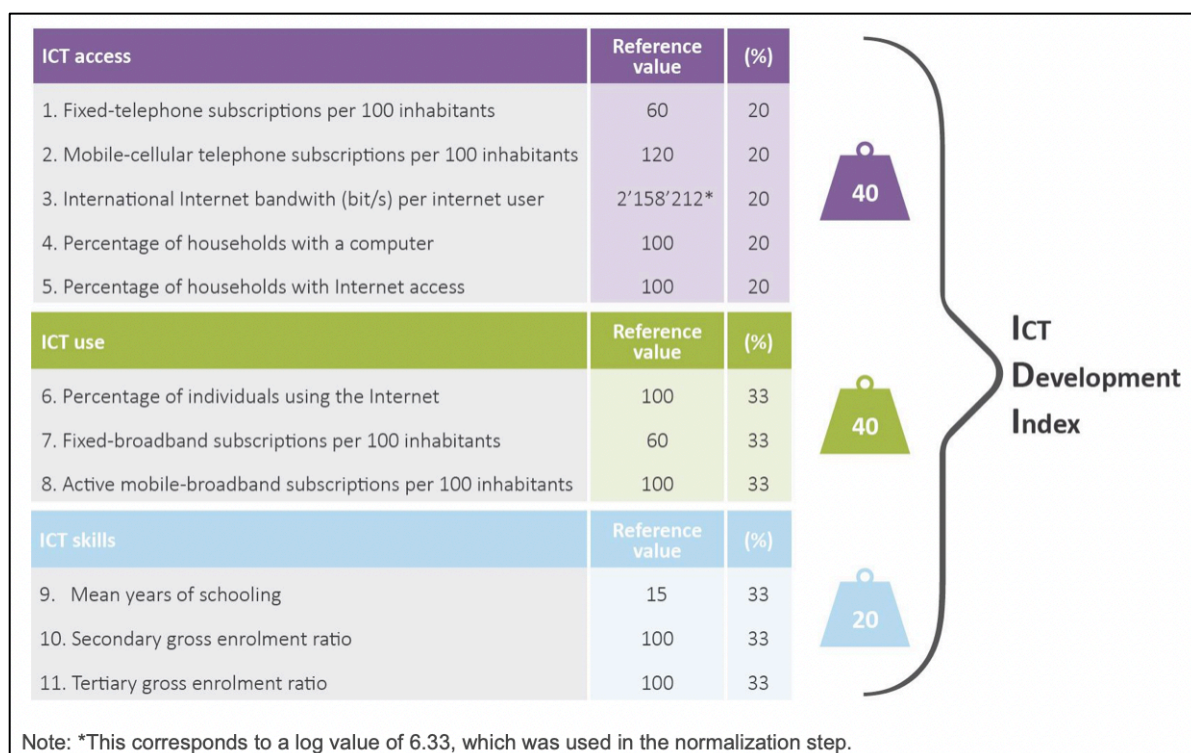 ICT access Reference value (%)
1. Fixed-telephone subscriptions per 100 inhabitants 60 20
2. Mobile-cellular telephone subscriptions per 100 inhabitants 120 20
3. International Internet bandwith (bit/s) per internet user 2’158’212* 20
4. Percentage of households with a computer 100 20
5. Percentage of households with Internet access 100 20
40
ICT use Reference value (%)
6. Percentage of individuals using the Internet 100 33
7. Fixed-broadband subscriptions per 100 inhabitants 60 33
8. Active mobile-broadband subscriptions per 100 inhabitants 100 33
40
ICT skills Reference value (%)
9. Mean years of schooling 15 33
10. Secondary gross enrolment ratio 100 33
11. Tertiary gross enrolment ratio 100 33
20
ICT
Development
Index
Note: *This corresponds to a log value of 6.33, which was used in the normalization step.